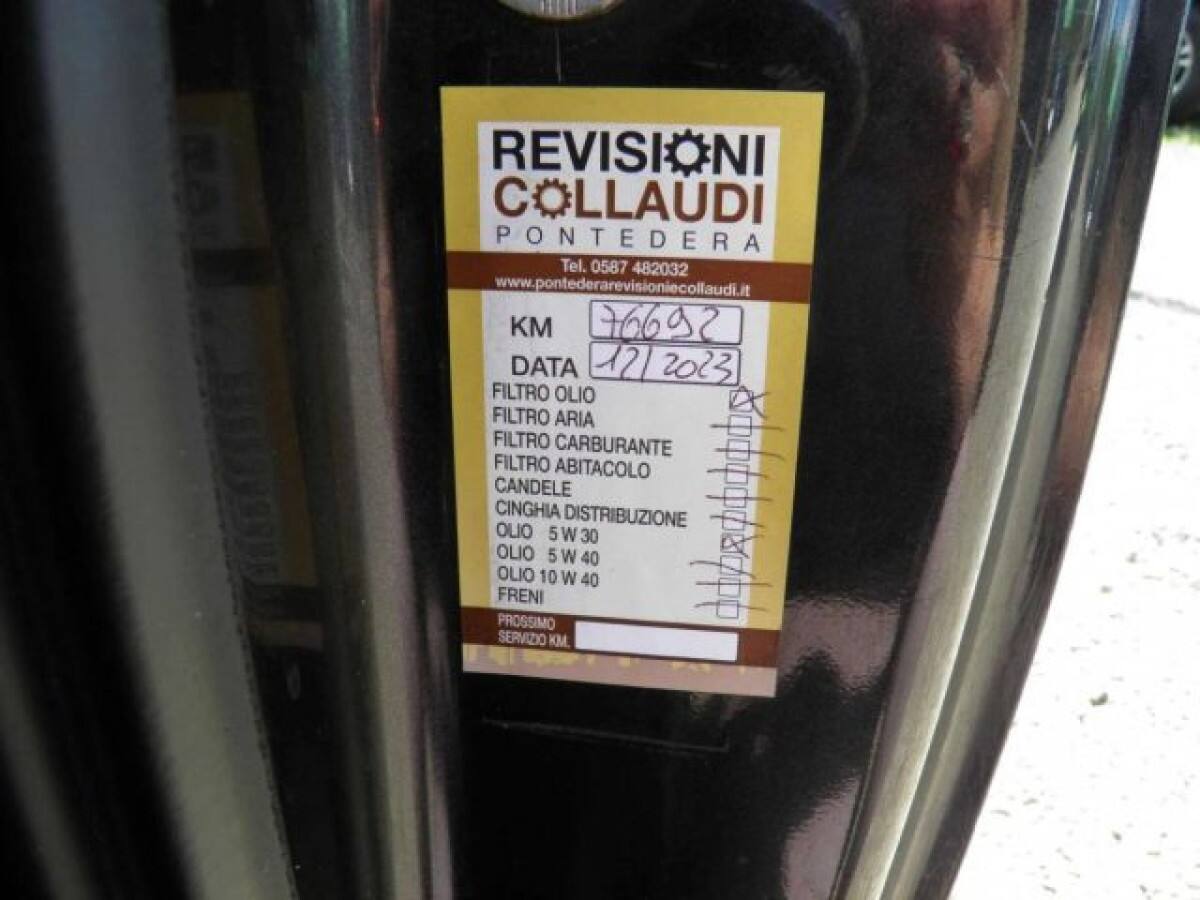 REVISIONI
COLLAUDI
PONTEDERA
Tel. 0587 482032
www.pontederarevisioniecollaudi.it
KM 76692
DATA 12/2023
FILTRO OLIO
FILTRO ARIA
FILTRO CARBURANTE
FILTRO ABITACOLO
CANDELE
CINGHIA DISTRIBUZIONE
OLIO 5 W 30
OLIO 5 W 40
OLIO 10 W 40
FRENI
PROSSIMO
SERVIZIO KM.